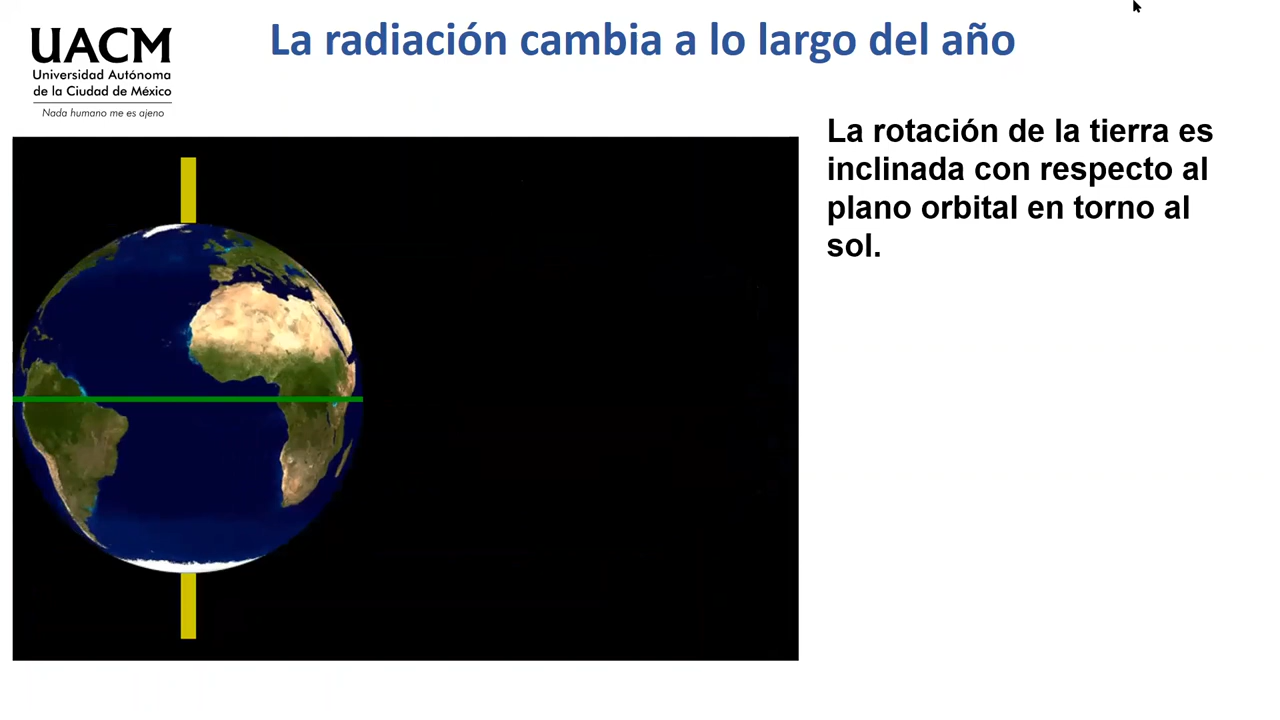 La radiación cambia a lo largo del año
UACM
Universidad Autónoma
de la Ciudad de México
Nada humano me es ajeno
La rotación de la tierra es
inclinada con respecto al
plano orbital en torno al
sol.